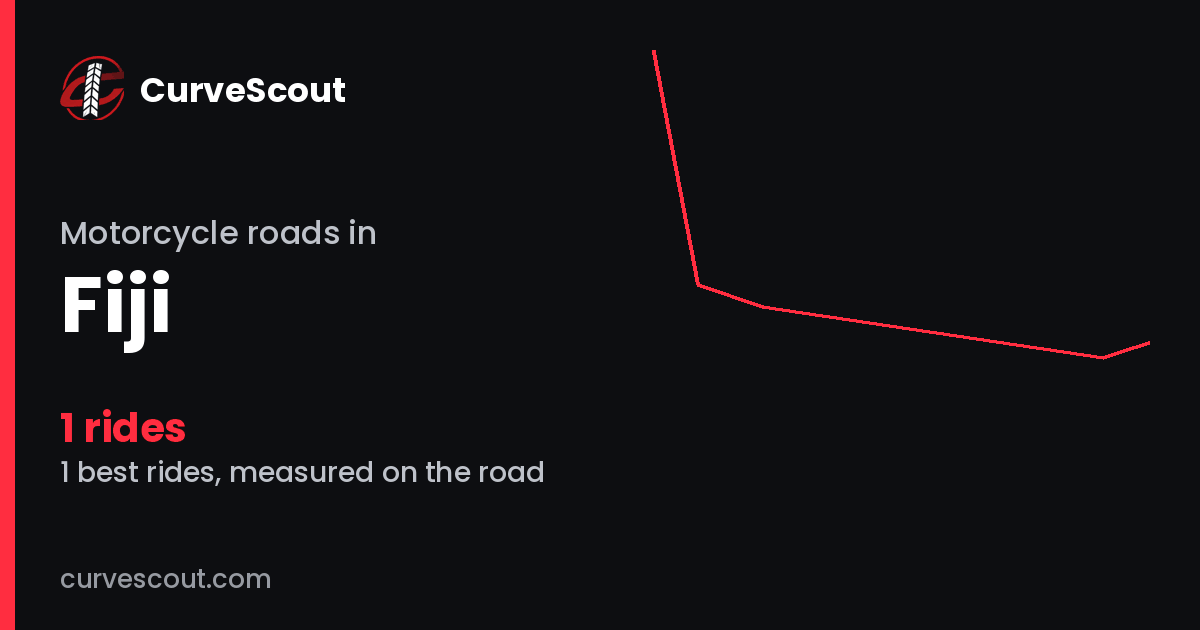 CurveScout
Motorcycle roads in
Fiji
1 rides
1 best rides, measured on the road
curvescout.com